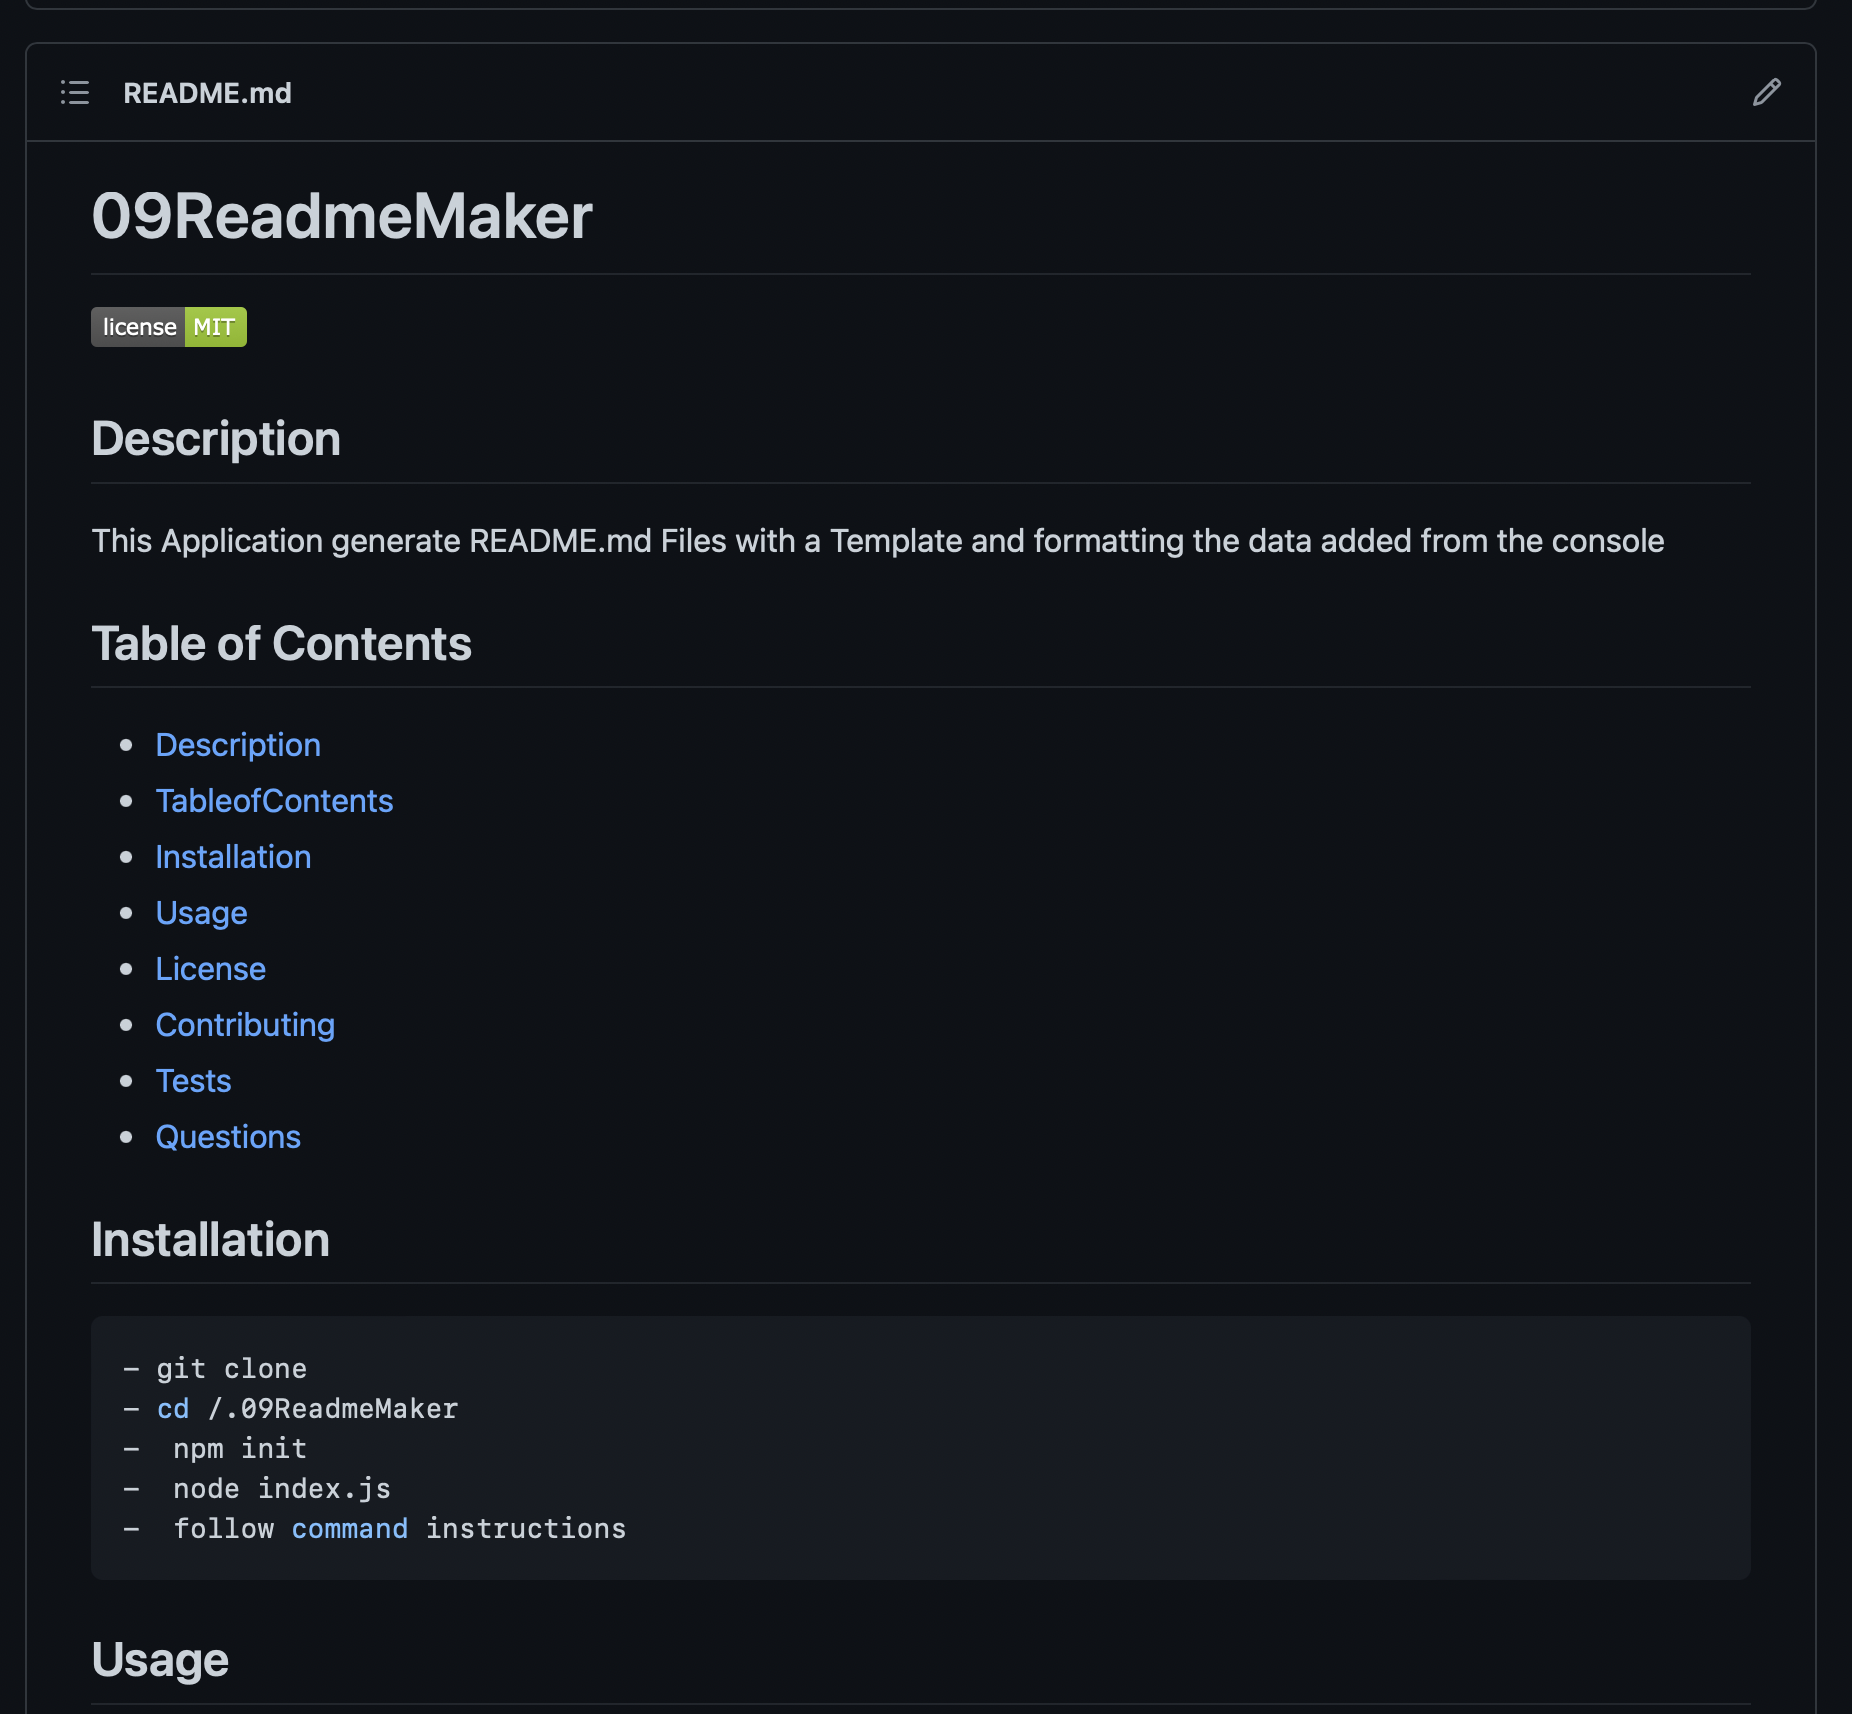 README.md
09ReadmeMaker
license MIT
Description
This Application generate README.md Files with a Template and formatting the data added from the console
Table of Contents
Description
TableofContents
Installation
Usage
License
Contributing
Tests
Questions
Installation
- git clone
- cd /.09ReadmeMaker
-  npm init
-  node index.js
-  follow command instructions
Usage